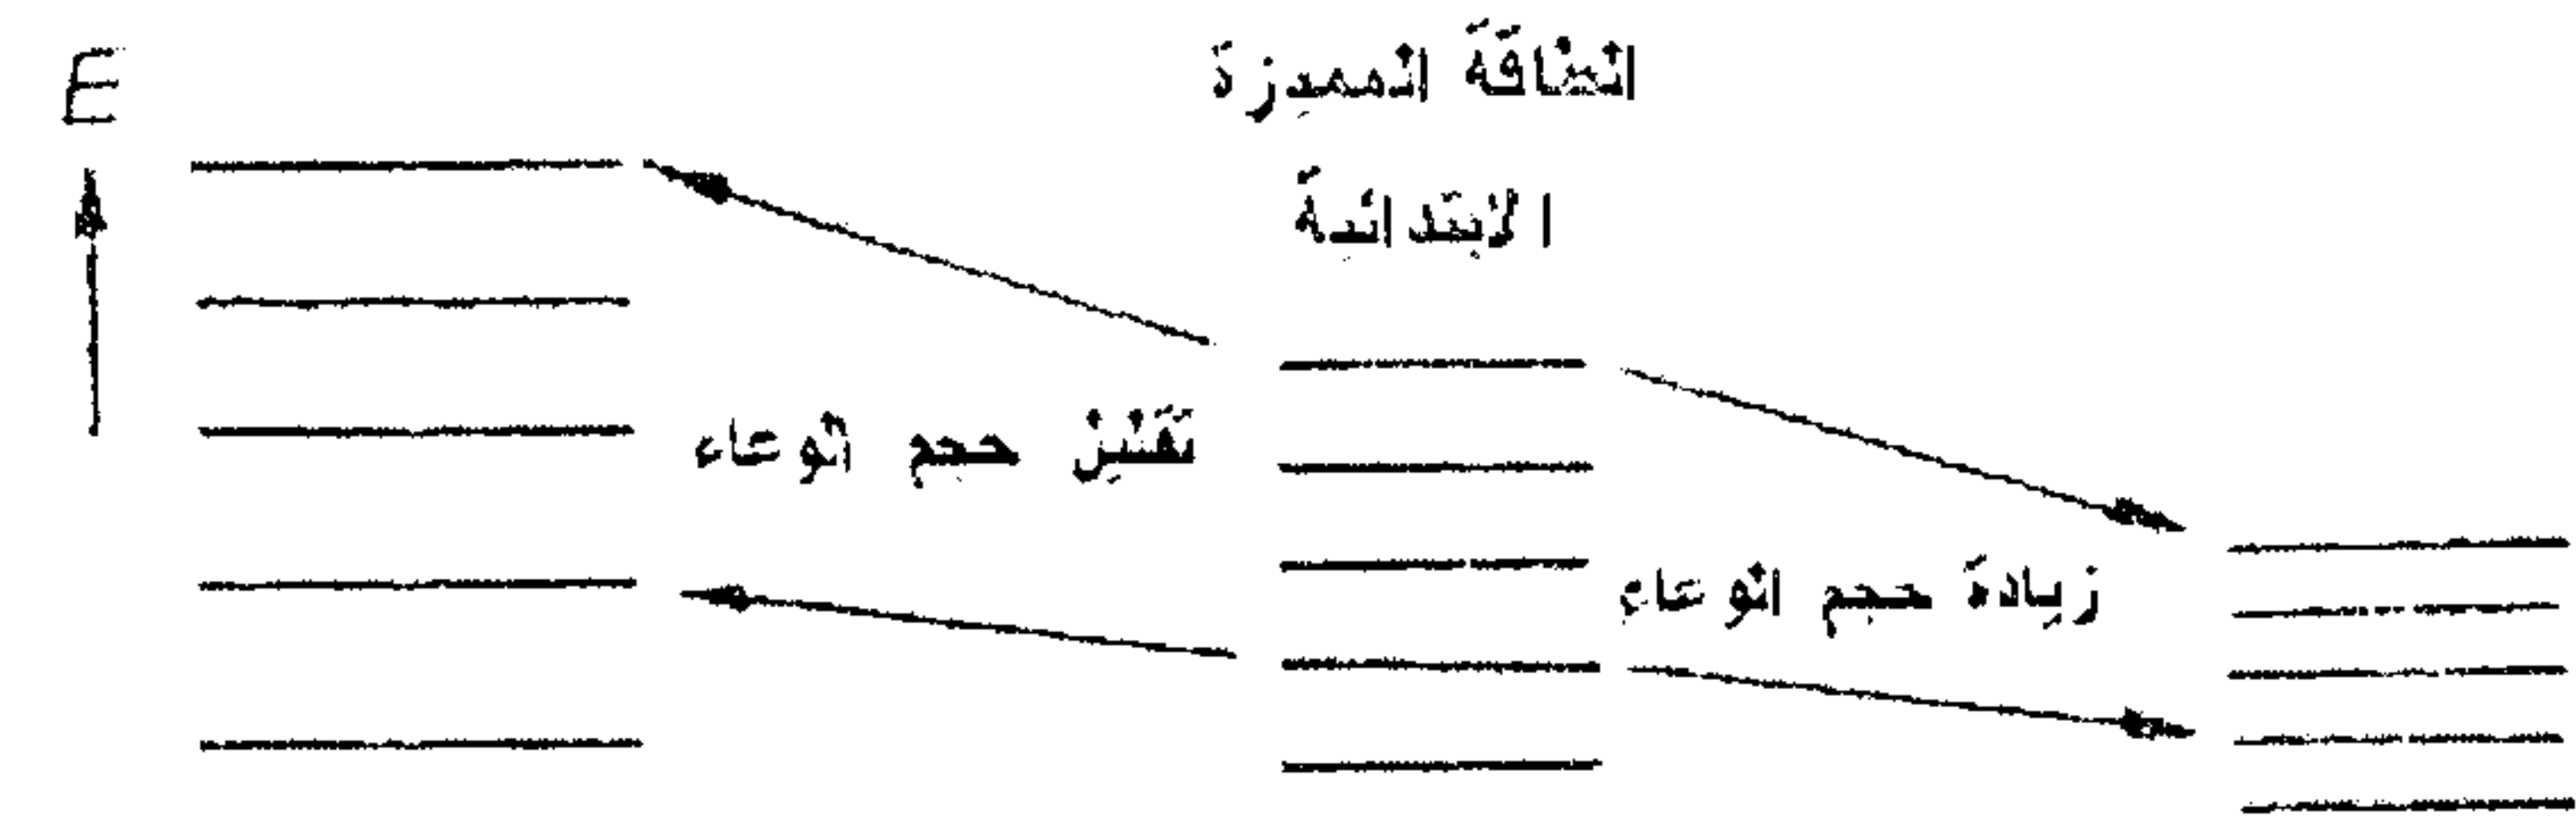 E
الطاقة المميزة
الابتدائية
تقليل حجم الوعاء
زيادة حجم الوعاء